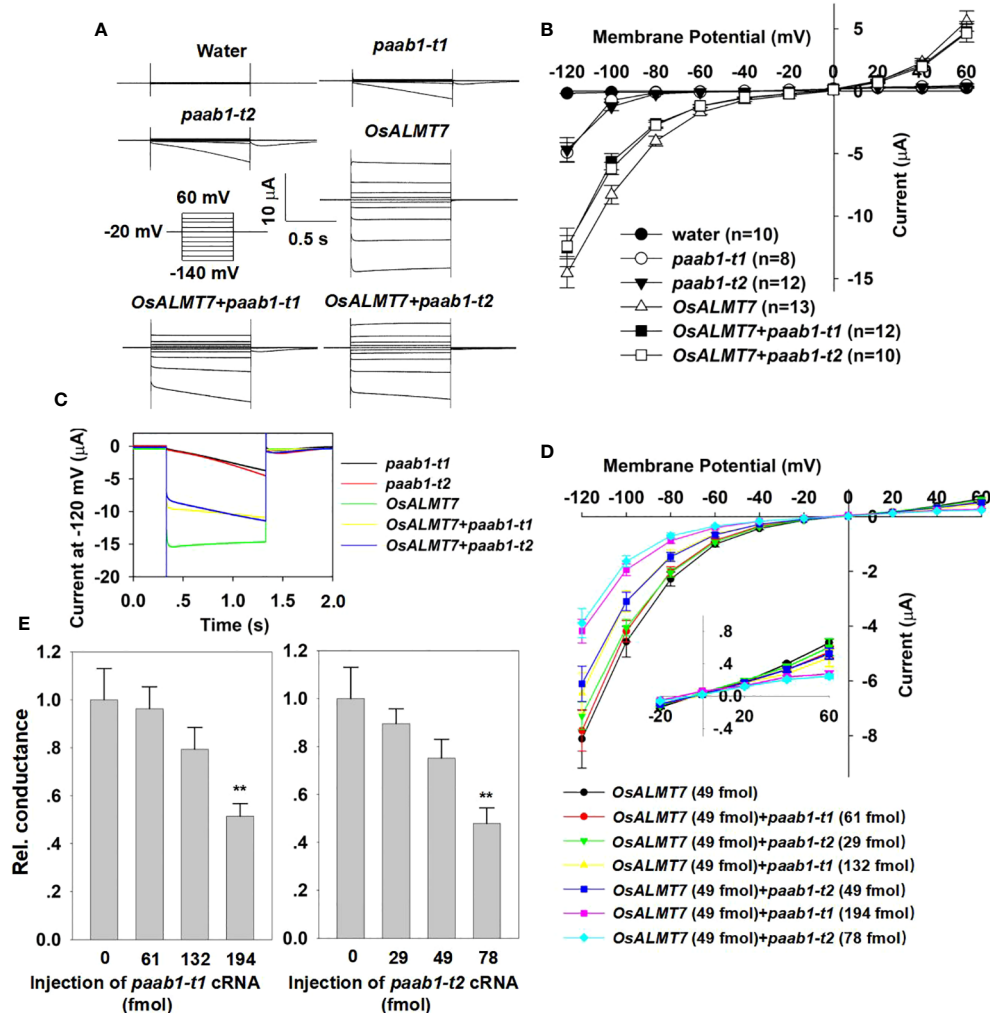 A
Water
paab1-t1
paab1-t2
OsALMT7
60 mV
-20 mV
-140 mV
10 μA
0.5 s
OsALMT7+paab1-t1
OsALMT7+paab1-t2
B
Membrane Potential (mV)
-120 -100 -80 -60 -40 -20 0 20 40 60
5
0
-5
-10
-15
Current (μA)
water (n=10)
paab1-t1 (n=8)
paab1-t2 (n=12)
OsALMT7 (n=13)
OsALMT7+paab1-t1 (n=12)
OsALMT7+paab1-t2 (n=10)
C
Current at -120 mV (μA)
0
-5
-10
-15
-20
0.0 .5 1.0 1.5 2.0
Time (s)
paab1-t1
paab1-t2
OsALMT7
OsALMT7+paab1-t1
OsALMT7+paab1-t2
D
Membrane Potential (mV)
-120 -100 -80 -60 -40 -20 0 20 40 60
0
-2
-4
-6
-8
Current (μA)
.8
.4
0.0
-.4
-20 20 60
OsALMT7 (49 fmol)
OsALMT7 (49 fmol)+paab1-t1 (61 fmol)
OsALMT7 (49 fmol)+paab1-t2 (29 fmol)
OsALMT7 (49 fmol)+paab1-t1 (132 fmol)
OsALMT7 (49 fmol)+paab1-t2 (49 fmol)
OsALMT7 (49 fmol)+paab1-t1 (194 fmol)
OsALMT7 (49 fmol)+paab1-t2 (78 fmol)
E
Rel. conductance
1.2
1.0
.8
.6
.4
.2
0.0
**
0 61 132 194
Injection of paab1-t1 cRNA
(fmol)
1.2
1.0
.8
.6
.4
.2
0.0
**
0 29 49 78
Injection of paab1-t2 cRNA
(fmol)